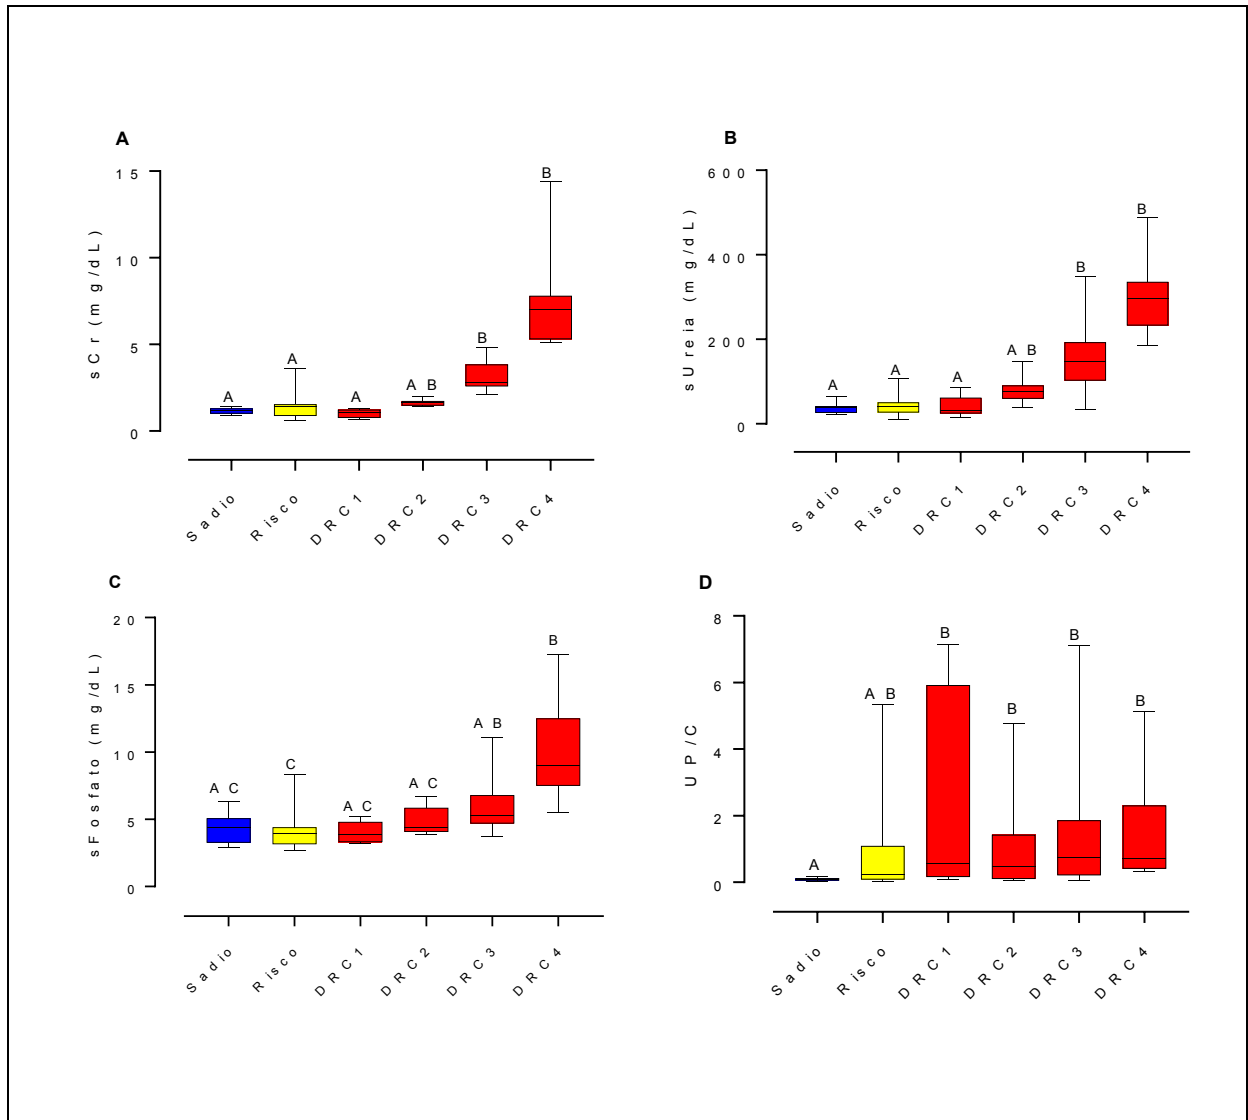 A
sCr (mg/dL)
15
10
5
0
A
A
A
A B
B
B
Sadio
Risco
DRC1
DRC2
DRC3
DRC4
B
sUreia (mg/dL)
600
400
200
0
A
A
A
A B
B
B
Sadio
Risco
DRC1
DRC2
DRC3
DRC4
C
sFosfato (mg/dL)
20
15
10
5
0
A C
C
A C
A C
A B
B
Sadio
Risco
DRC1
DRC2
DRC3
DRC4
D
UP/C
8
6
4
2
0
A
A B
B
B
B
B
Sadio
Risco
DRC1
DRC2
DRC3
DRC4